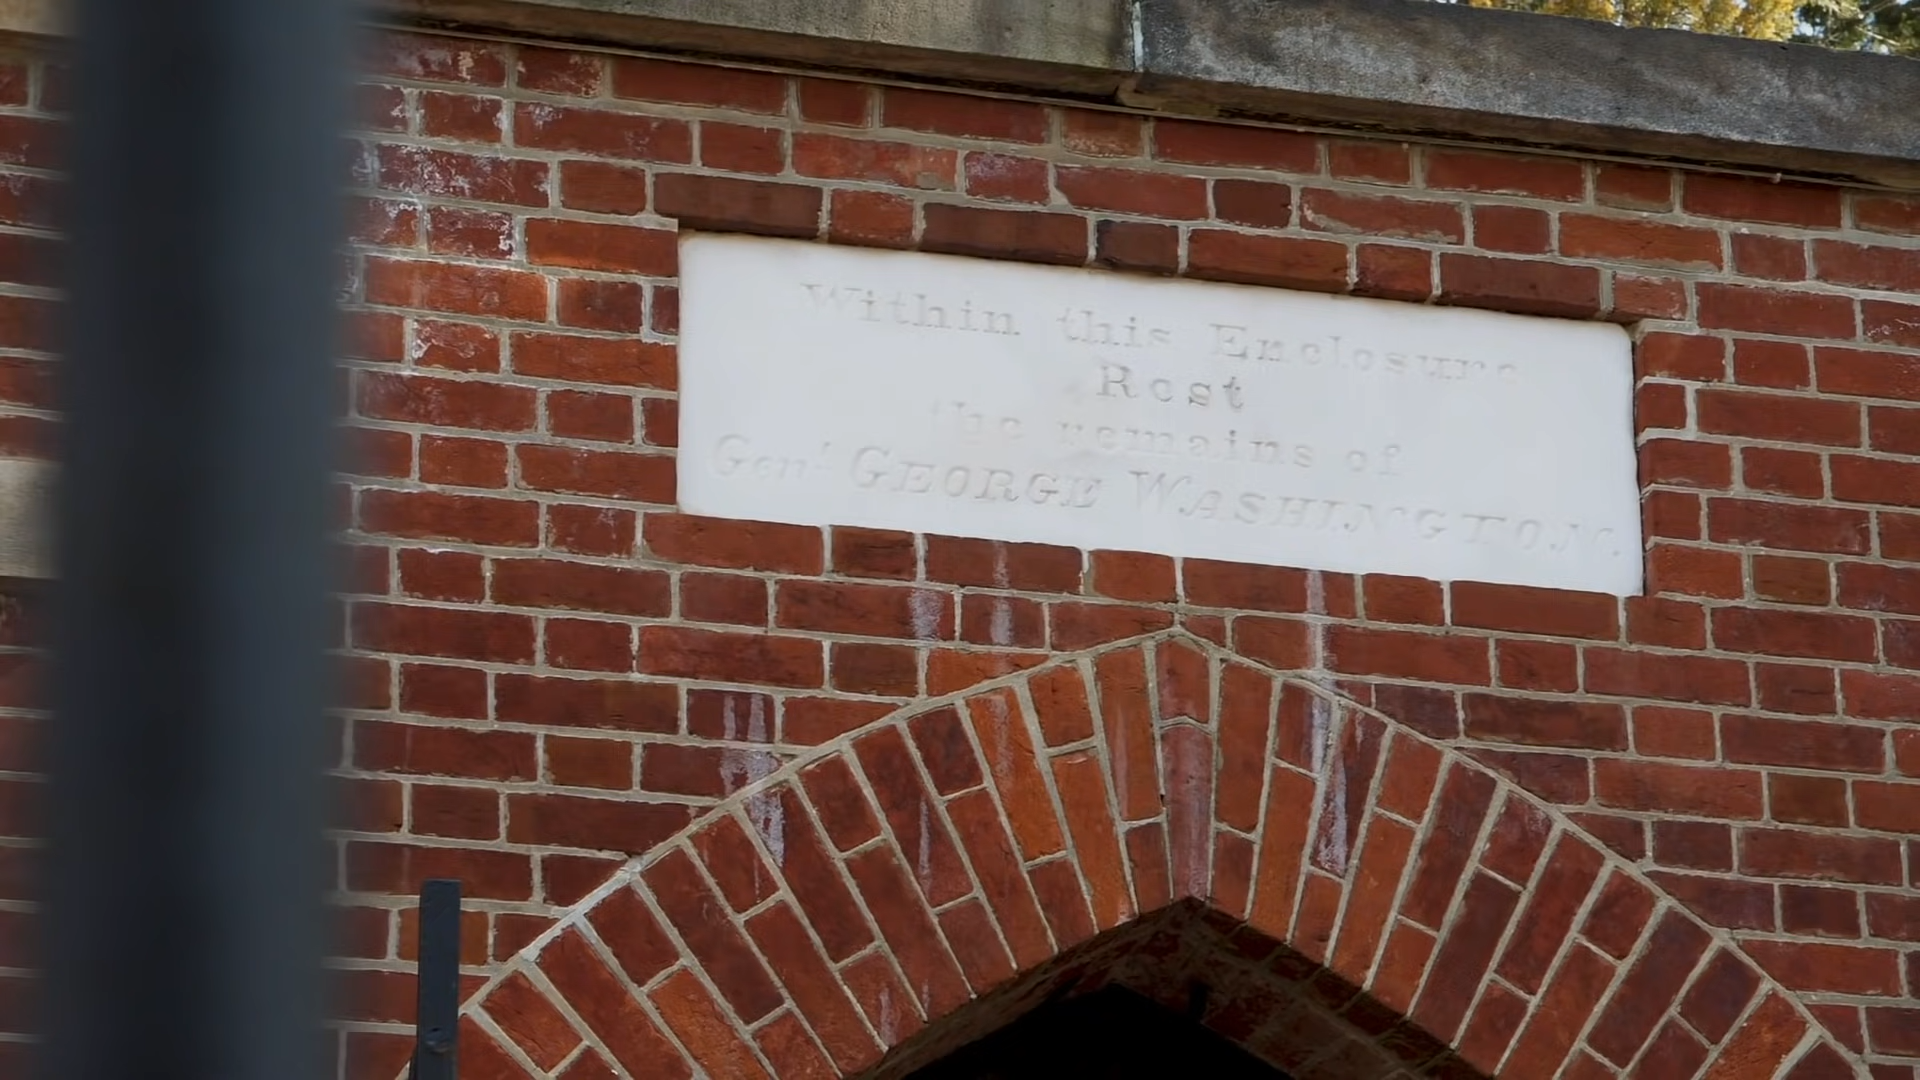 Within this Enclosure
Rest
the remains of
Genl. GEORGE WASHINGTON.